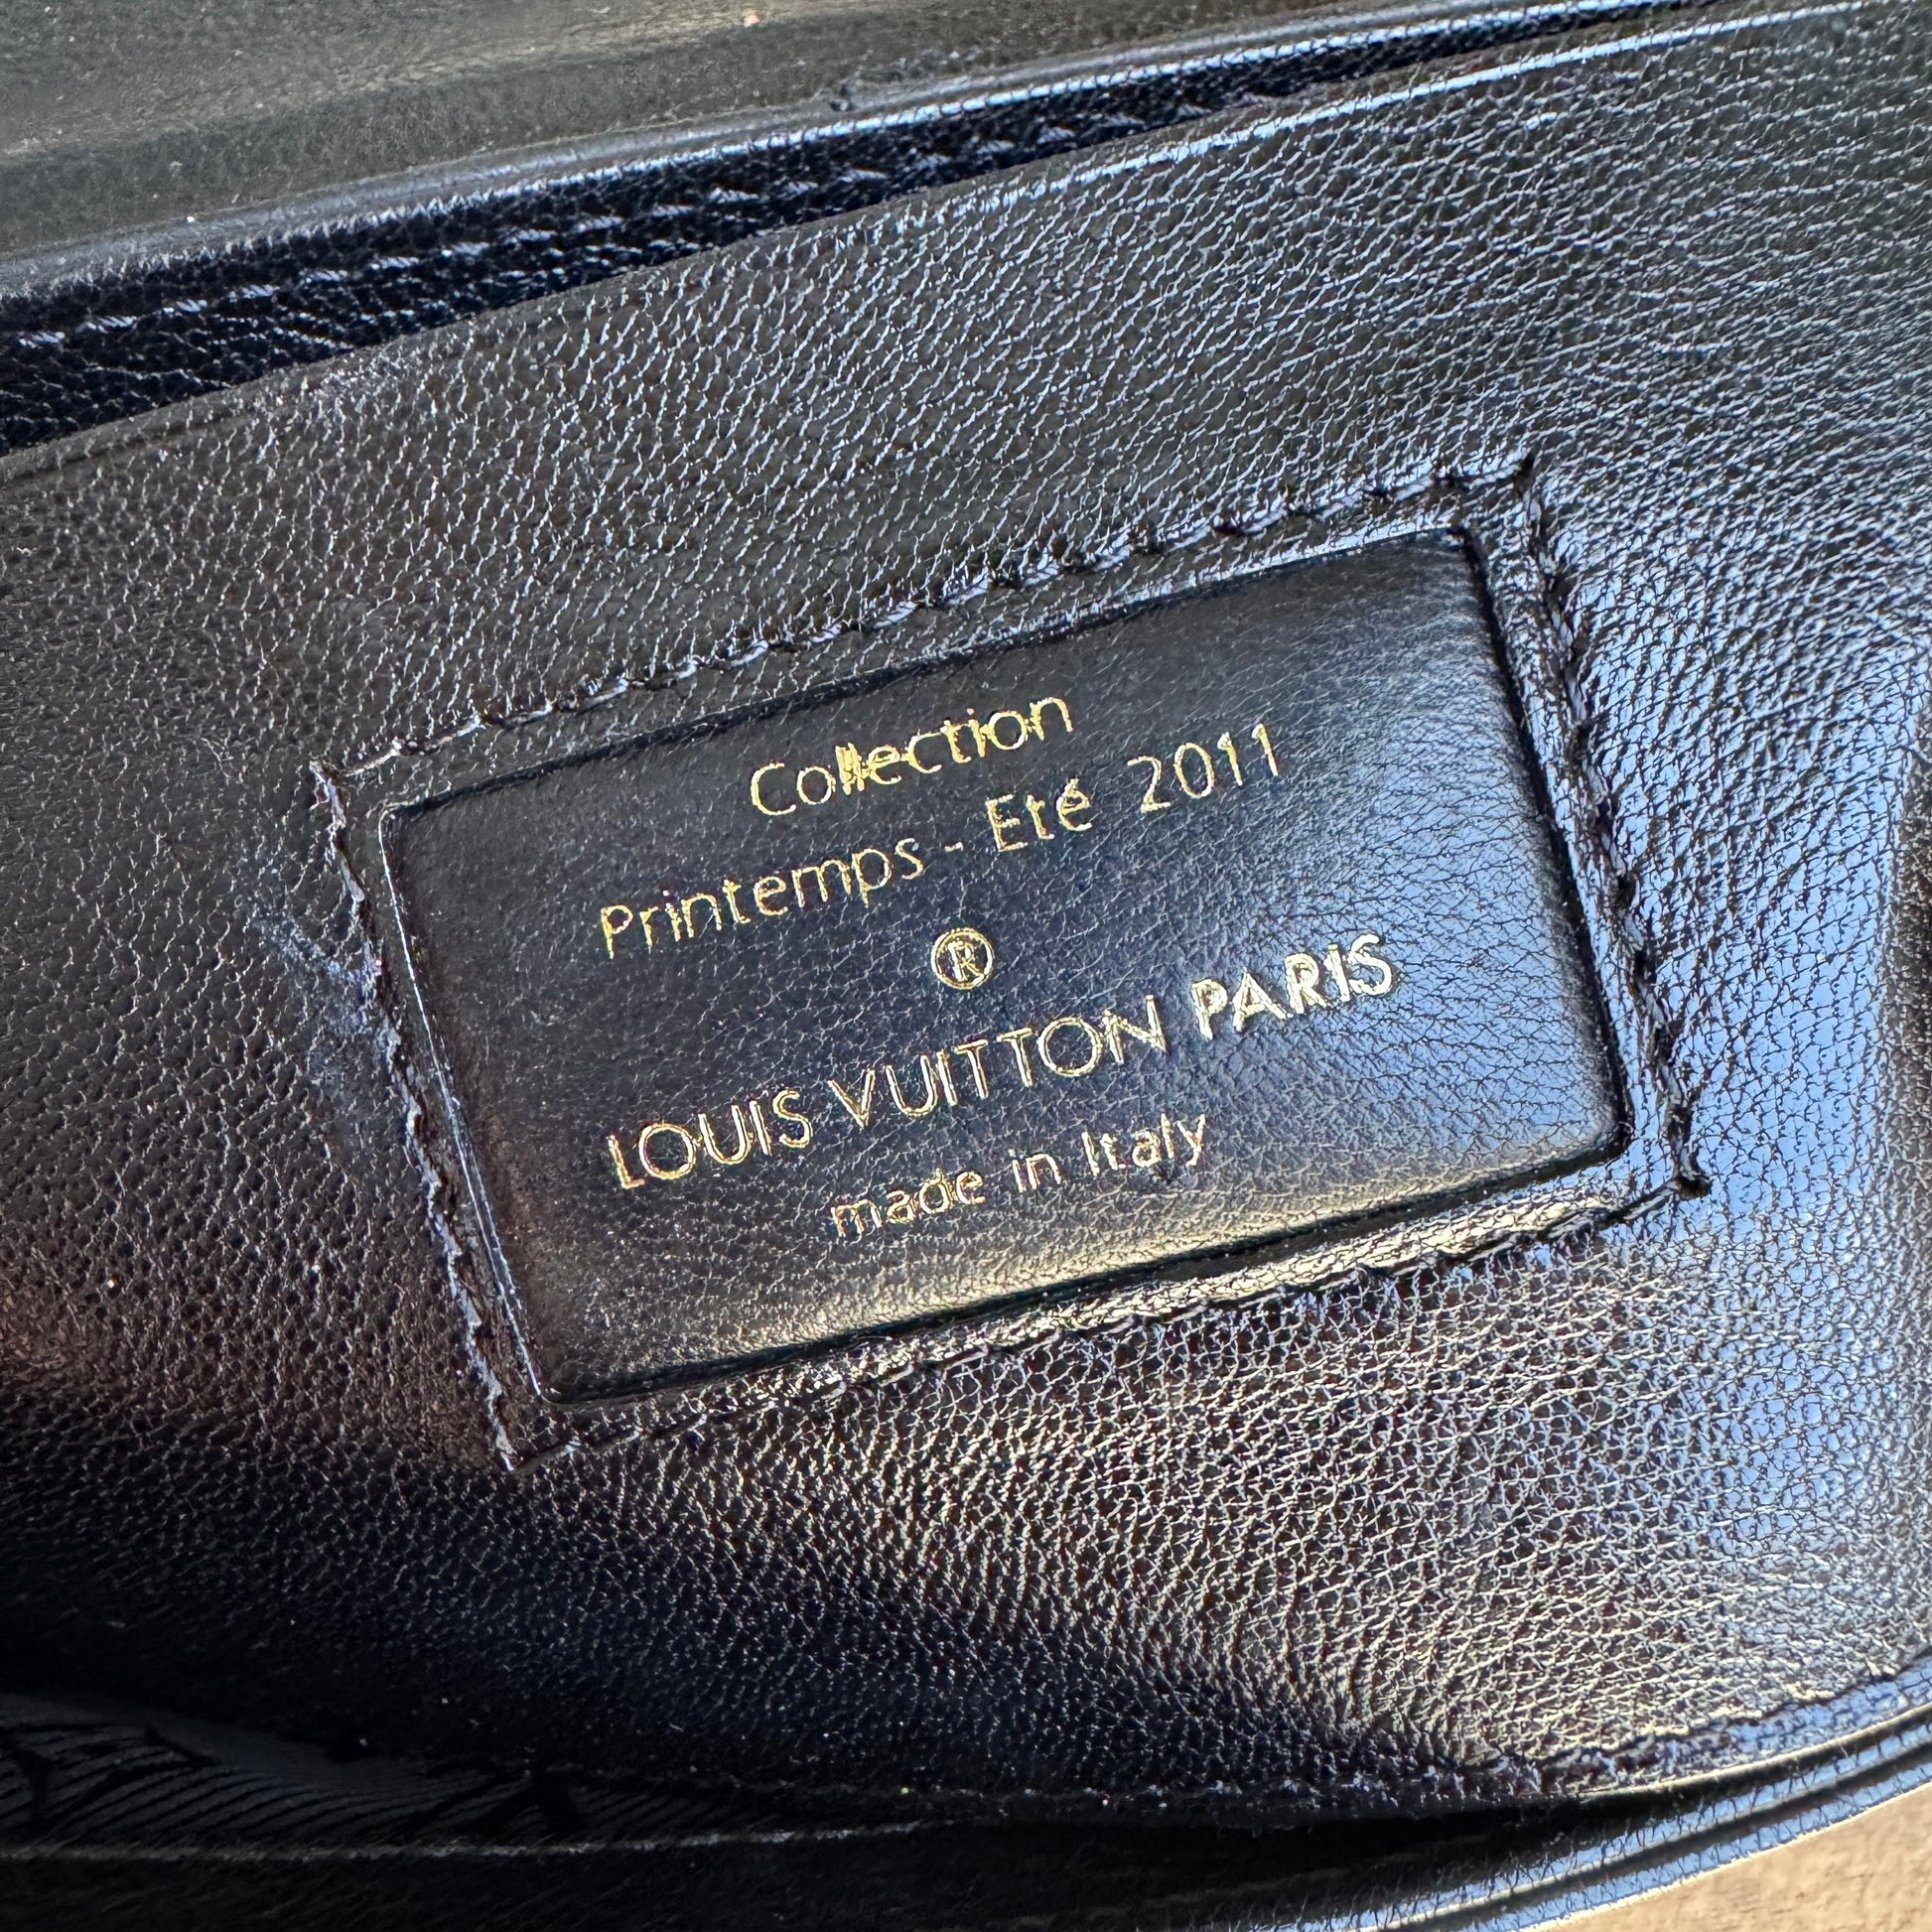 Collection
Printemps - Eté 2011
®
LOUIS VUITTON PARIS
made in Italy